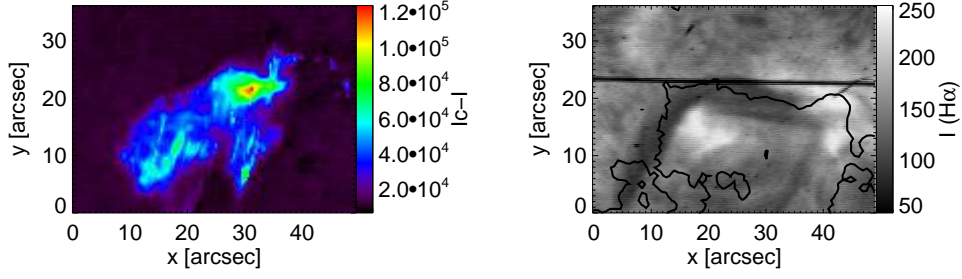 1.2•10⁵
1.0•10⁵
8.0•10⁴
6.0•10⁴
4.0•10⁴
2.0•10⁴
Ic–I
30
20
10
0
y [arcsec]
0 10 20 30 40
x [arcsec]
250
200
150
100
50
I (Hα)
30
20
10
0
y [arcsec]
0 10 20 30 40
x [arcsec]